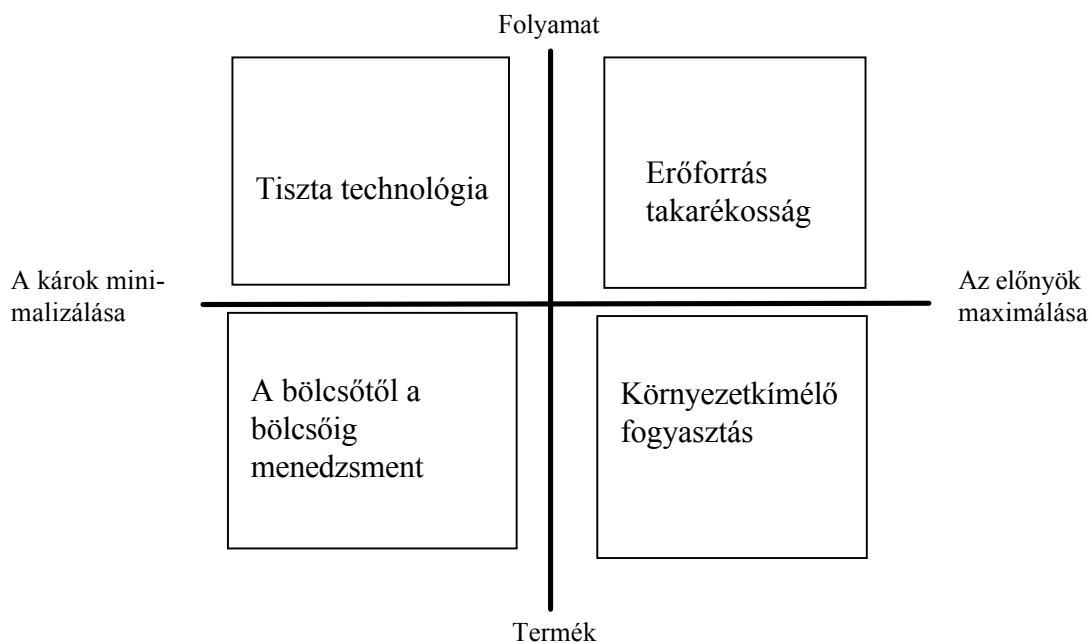 Folyamat
Tiszta technológia
Erőforrás
takarékosság
A károk mini-
malizálása
Az előnyök
maximálása
A bölcsőtől a
bölcsőig
menedzsment
Környezetkímélő
fogyasztás
Termék